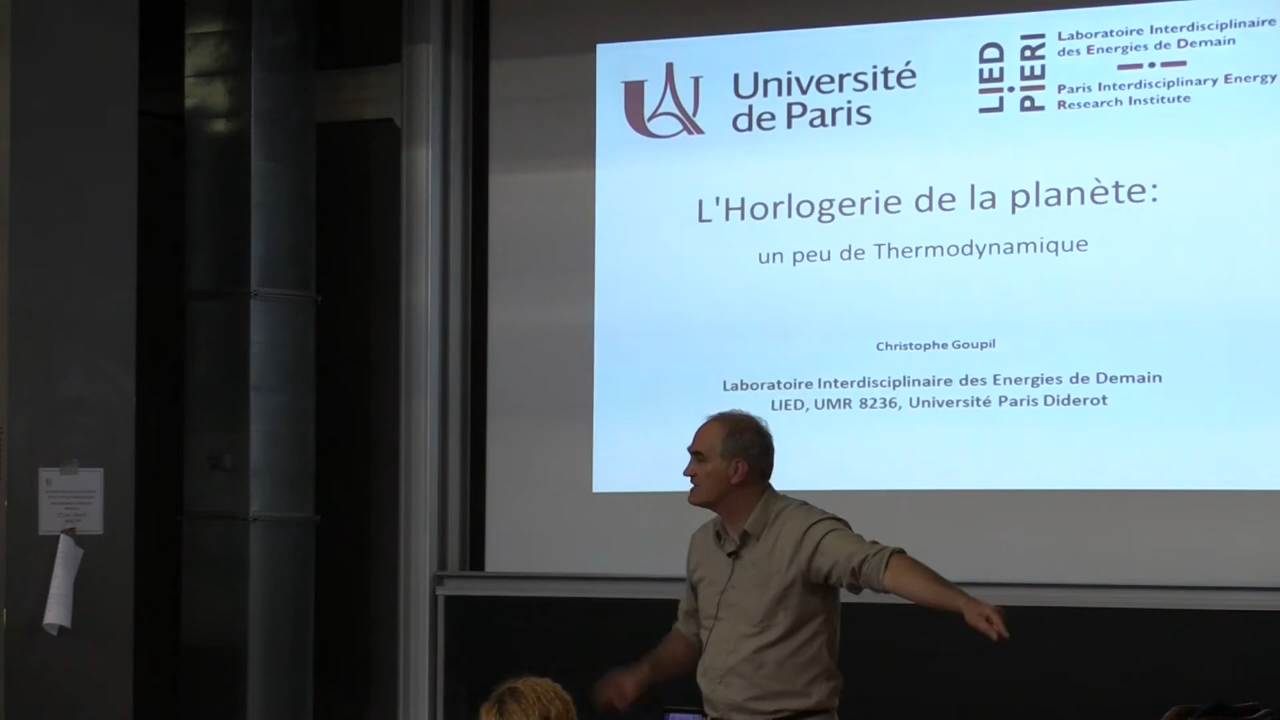 Université
de Paris
LIED
PIERI
Laboratoire Interdisciplinaire
des Energies de Demain
Paris Interdisciplinary Energy
Research Institute
L'Horlogerie de la planète:
un peu de Thermodynamique
Christophe Goupil
Laboratoire Interdisciplinaire des Energies de Demain
LIED, UMR 8236, Université Paris Diderot